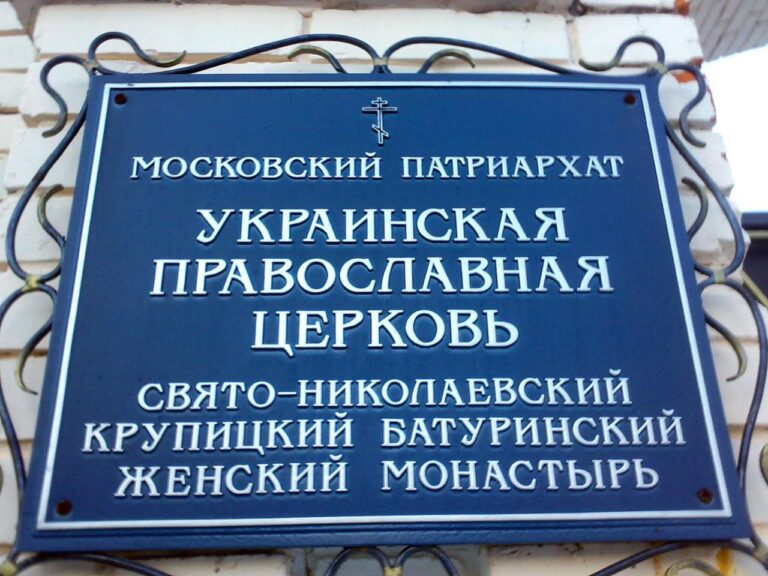 МОСКОВСКИЙ ПАТРИАРХАТ
УКРАИНСКАЯ
ПРАВОСЛАВНАЯ
ЦЕРКОВЬ
СВЯТО-НИКОЛАЕВСКИЙ
КРУПИЦКИЙ БАТУРИНСКИЙ
ЖЕНСКИЙ МОНАСТЫРЬ